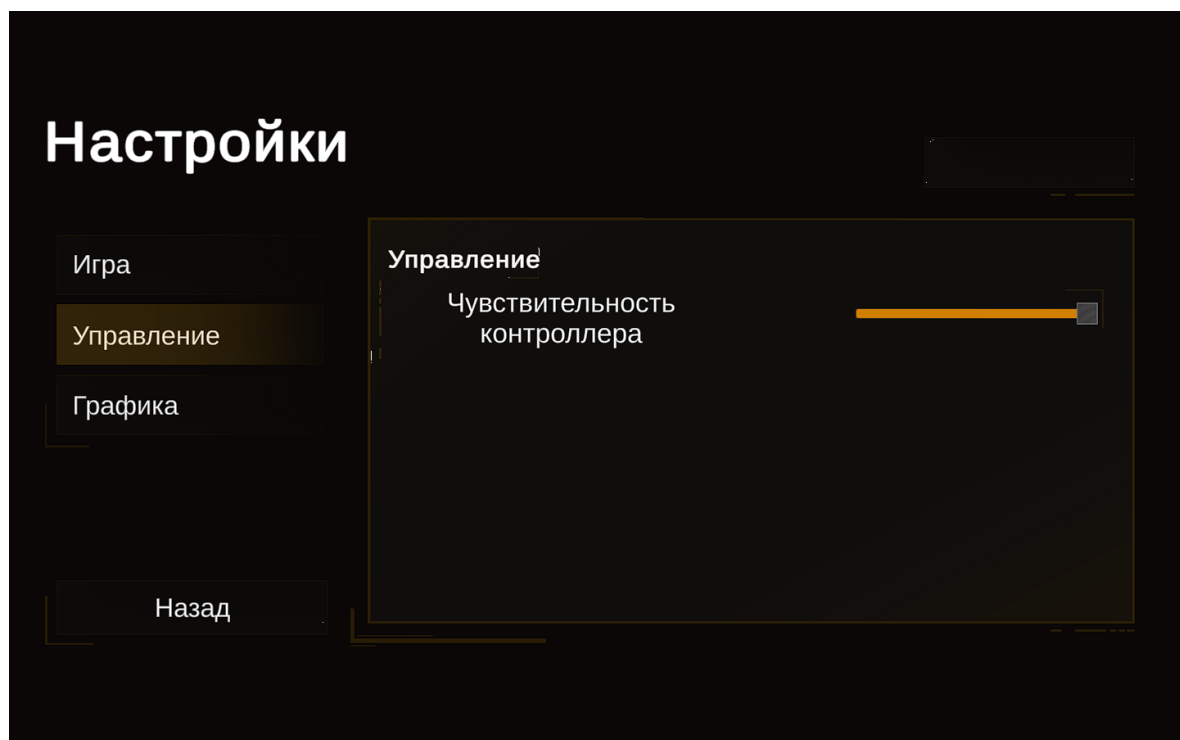 Настройки
Игра
Управление
Графика
Назад
Управление
Чувствительность
контроллера